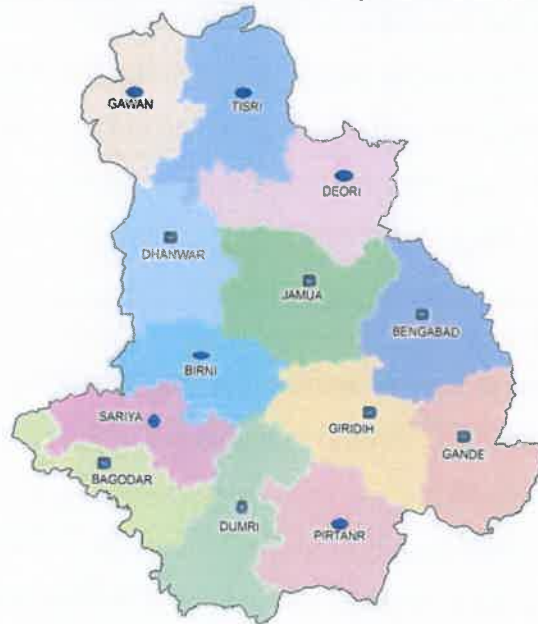 GAWAN
TISRI
DEORI
DHANWAR
JAMUA
BENGABAD
BIRNI
SARIYA
GIRIDIH
GANDE
BAGODAR
DUMRI
PIRTANR